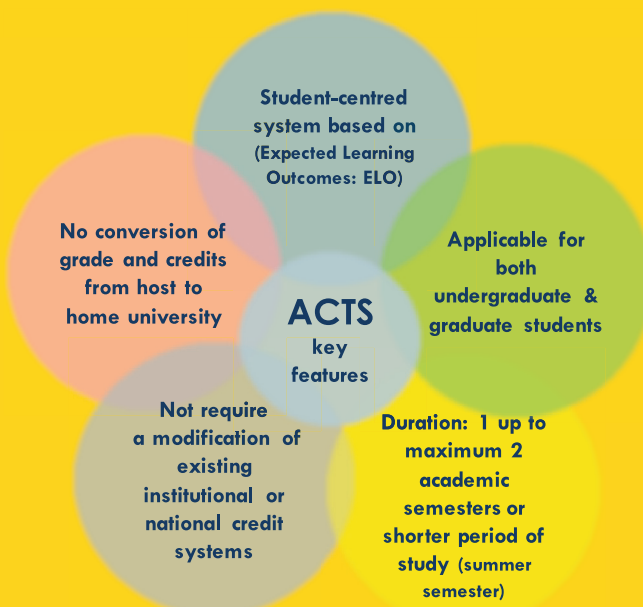 Student-centred
system based on
(Expected Learning
Outcomes: ELO)
No conversion of
grade and credits
from host to
home university
Applicable for
both
undergraduate &
graduate students
ACTS
key
features
Not require
a modification of
existing
institutional or
national credit
systems
Duration: 1 up to
maximum 2
academic
semesters or
shorter period of
study (summer
semester)